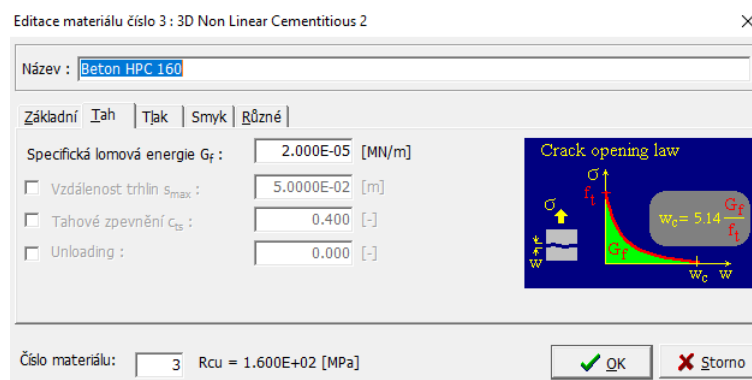 Editace materiálu číslo 3 : 3D Non Linear Cementitious 2
Název : Beton HPC 160
Základní Tah Tlak Smyk Různé
Specifická lomová energie Gf : 2.000E-05 [MN/m]
Vzdálenost trhlin smax : 5.0000E-02 [m]
Tahové zpevnění cts : 0.400 [-]
Unloading : 0.000 [-]
Crack opening law
σ
ft
σ
wc= 5.14 Gf/ft
Gf
w
wc w
Číslo materiálu: 3 Rcu = 1.600E+02 [MPa]
OK Storno